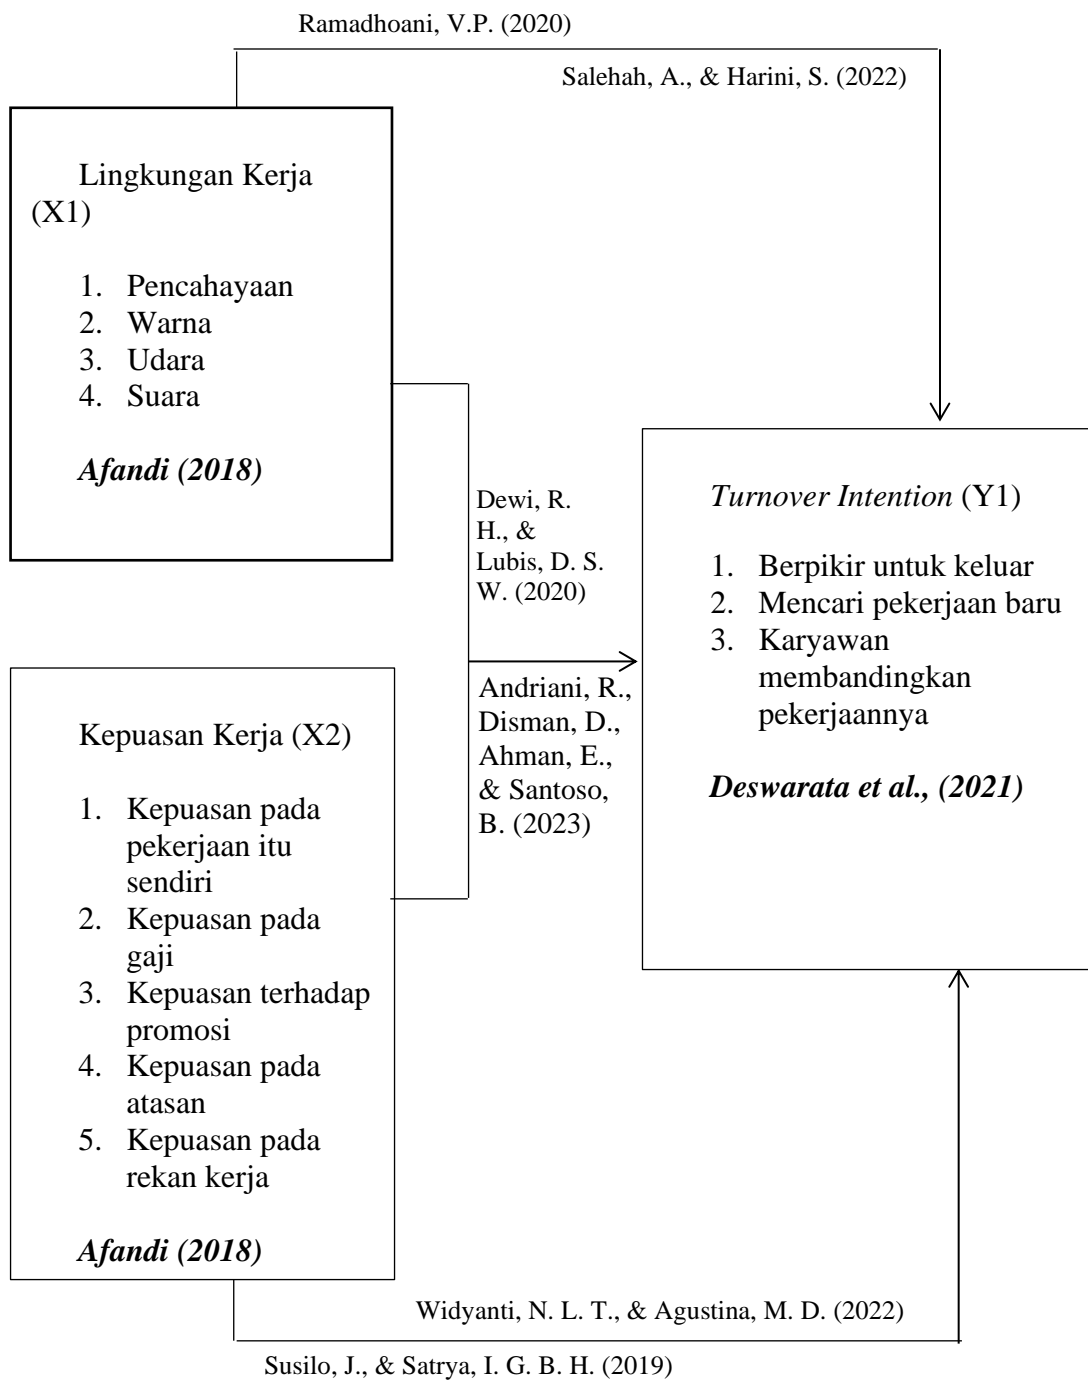 Ramadhoani, V.P. (2020)
Salehah, A., & Harini, S. (2022)
Lingkungan Kerja
(X1)
1. Pencahayaan
2. Warna
3. Udara
4. Suara
Afandi (2018)
Dewi, R.
H., &
Lubis, D. S.
W. (2020)
Andriani, R.,
Disman, D.,
Ahman, E.,
& Santoso,
B. (2023)
Turnover Intention (Y1)
1. Berpikir untuk keluar
2. Mencari pekerjaan baru
3. Karyawan
membandingkan
pekerjaannya
Deswarata et al., (2021)
Kepuasan Kerja (X2)
1. Kepuasan pada
pekerjaan itu
sendiri
2. Kepuasan pada
gaji
3. Kepuasan terhadap
promosi
4. Kepuasan pada
atasan
5. Kepuasan pada
rekan kerja
Afandi (2018)
Widyanti, N. L. T., & Agustina, M. D. (2022)
Susilo, J., & Satrya, I. G. B. H. (2019)